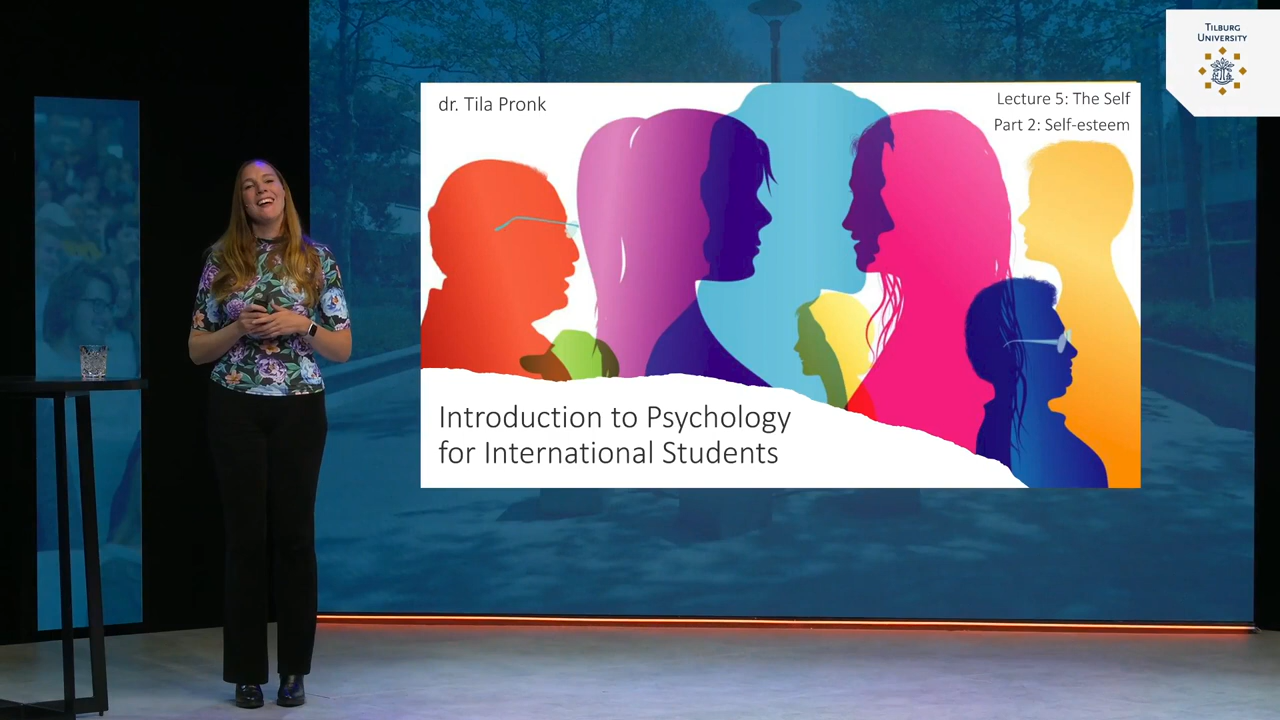 TILBURG
UNIVERSITY
dr. Tila Pronk
Lecture 5: The Self
Part 2: Self-esteem
Introduction to Psychology
for International Students